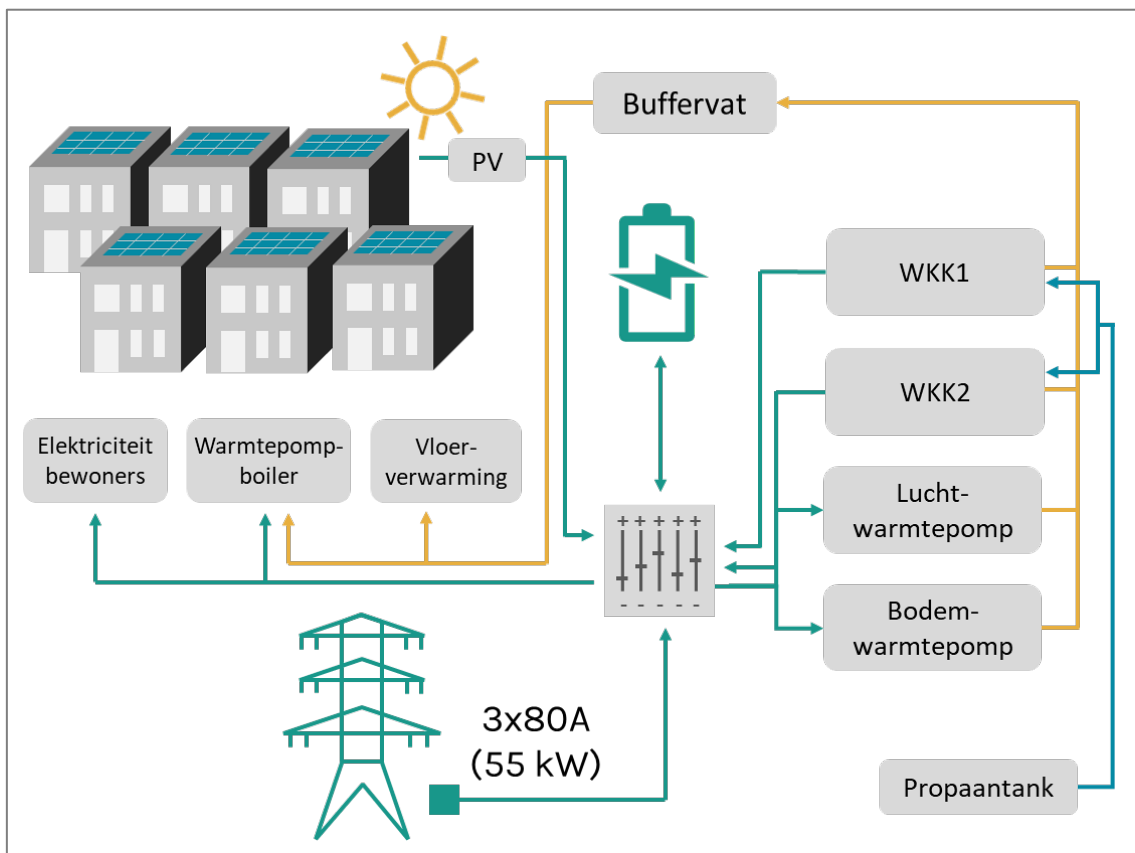 Buffervat
PV
WKK1
WKK2
Elektriciteit
bewoners
Warmtepomp-
boiler
Vloer-
verwarming
Lucht-
warmtepomp
+ + + + +
- - - - -
Bodem-
warmtepomp
3x80A
(55 kW)
Propaantank